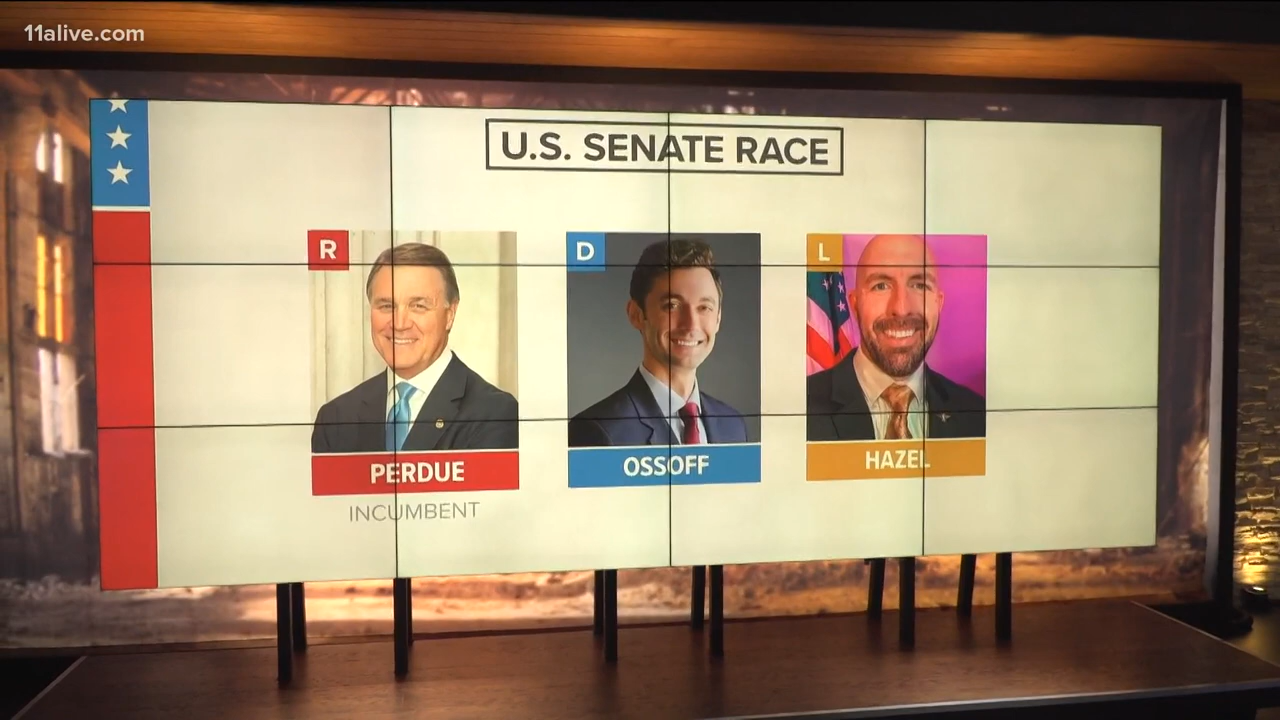 11alive.com
U.S. SENATE RACE
R
D
L
PERDUE
OSSOFF
HAZEL
INCUMBENT